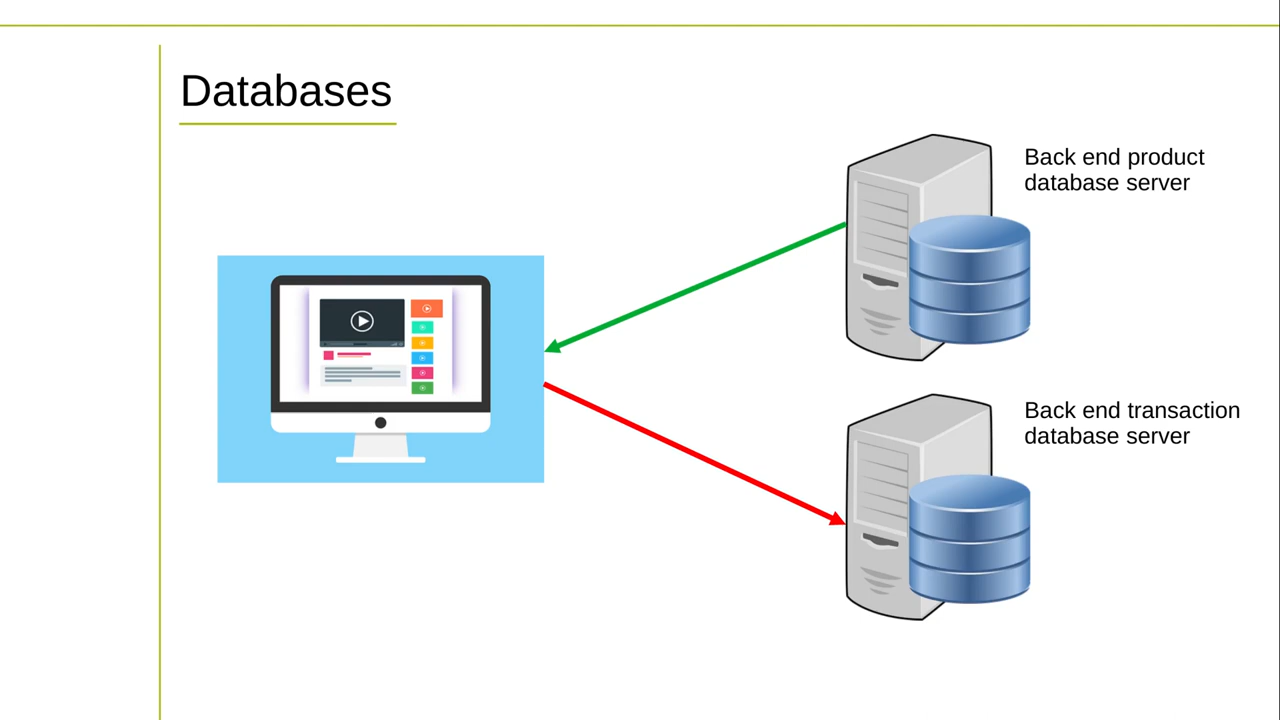 Databases
Back end product
database server
Back end transaction
database server